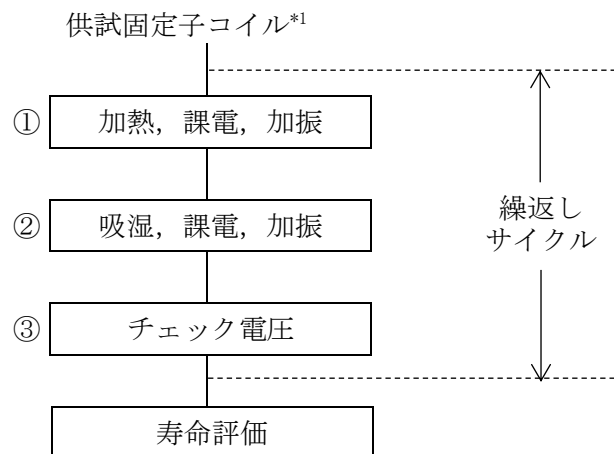 供試固定子コイル*1
① 加熱，課電，加振
② 吸湿，課電，加振
③ チェック電圧
寿命評価
繰返し
サイクル